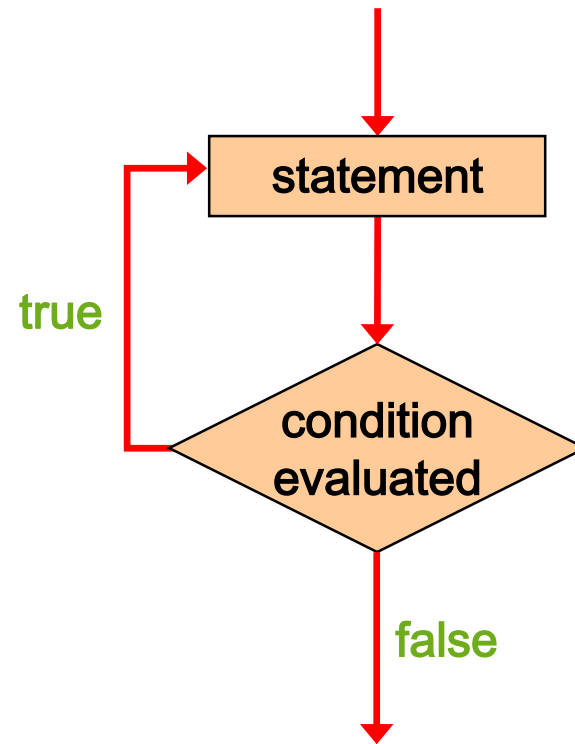 statement
true
condition
evaluated
false